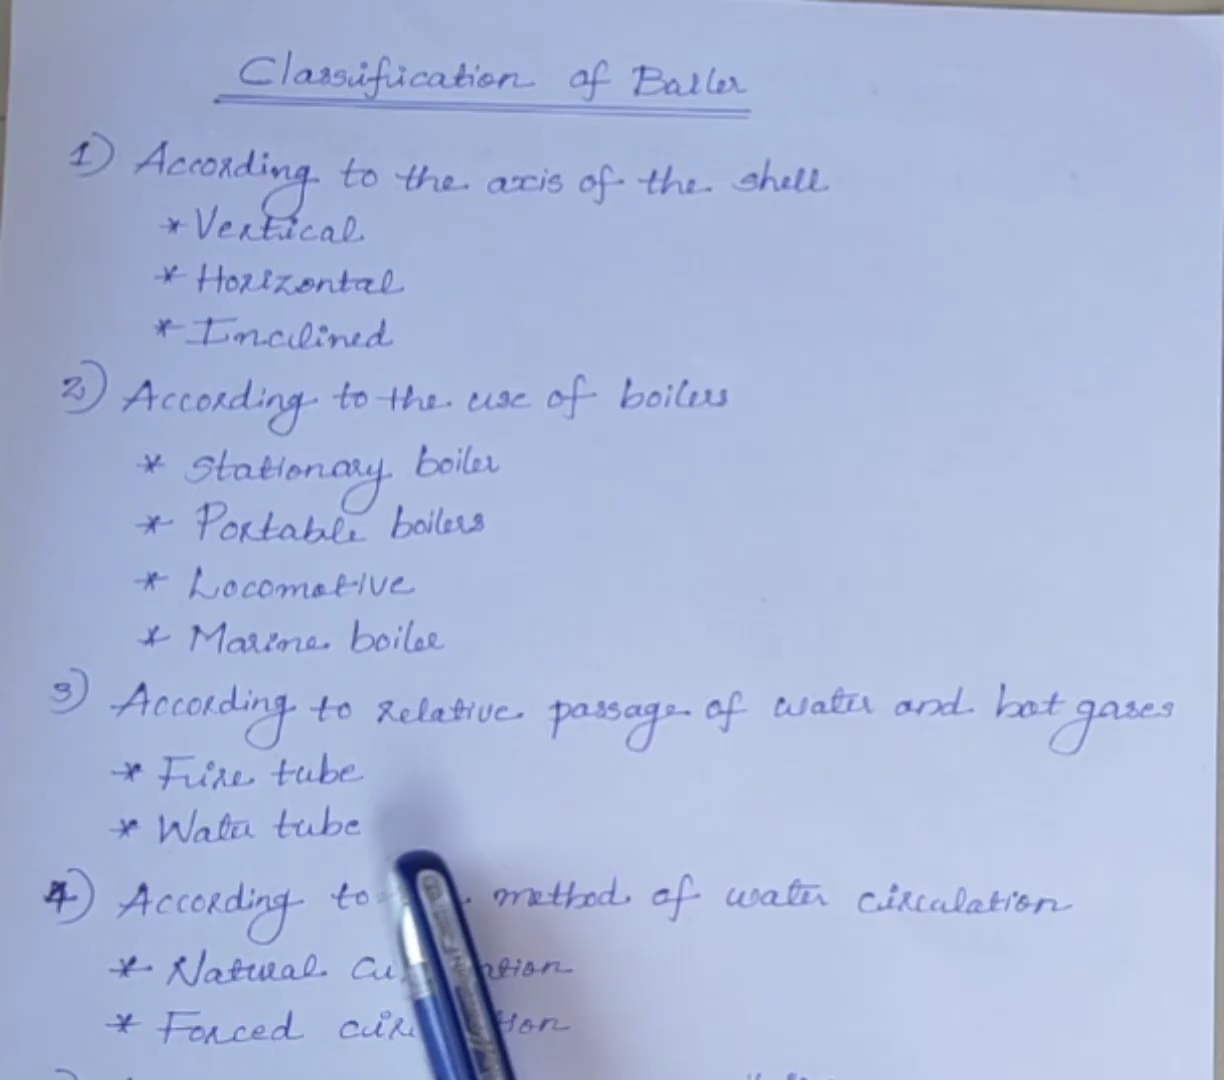 Classification of Boiler
1) According to the axis of the shell
* Vertical
* Horizontal
* Inclined
2) According to the use of boilers
* Stationary boiler
* Portable boilers
* Locomotive
* Marine boiler
3) According to relative passage of water and hot gases
* Fire tube
* Water tube
4) According to method of water circulation
* Natural
* Forced